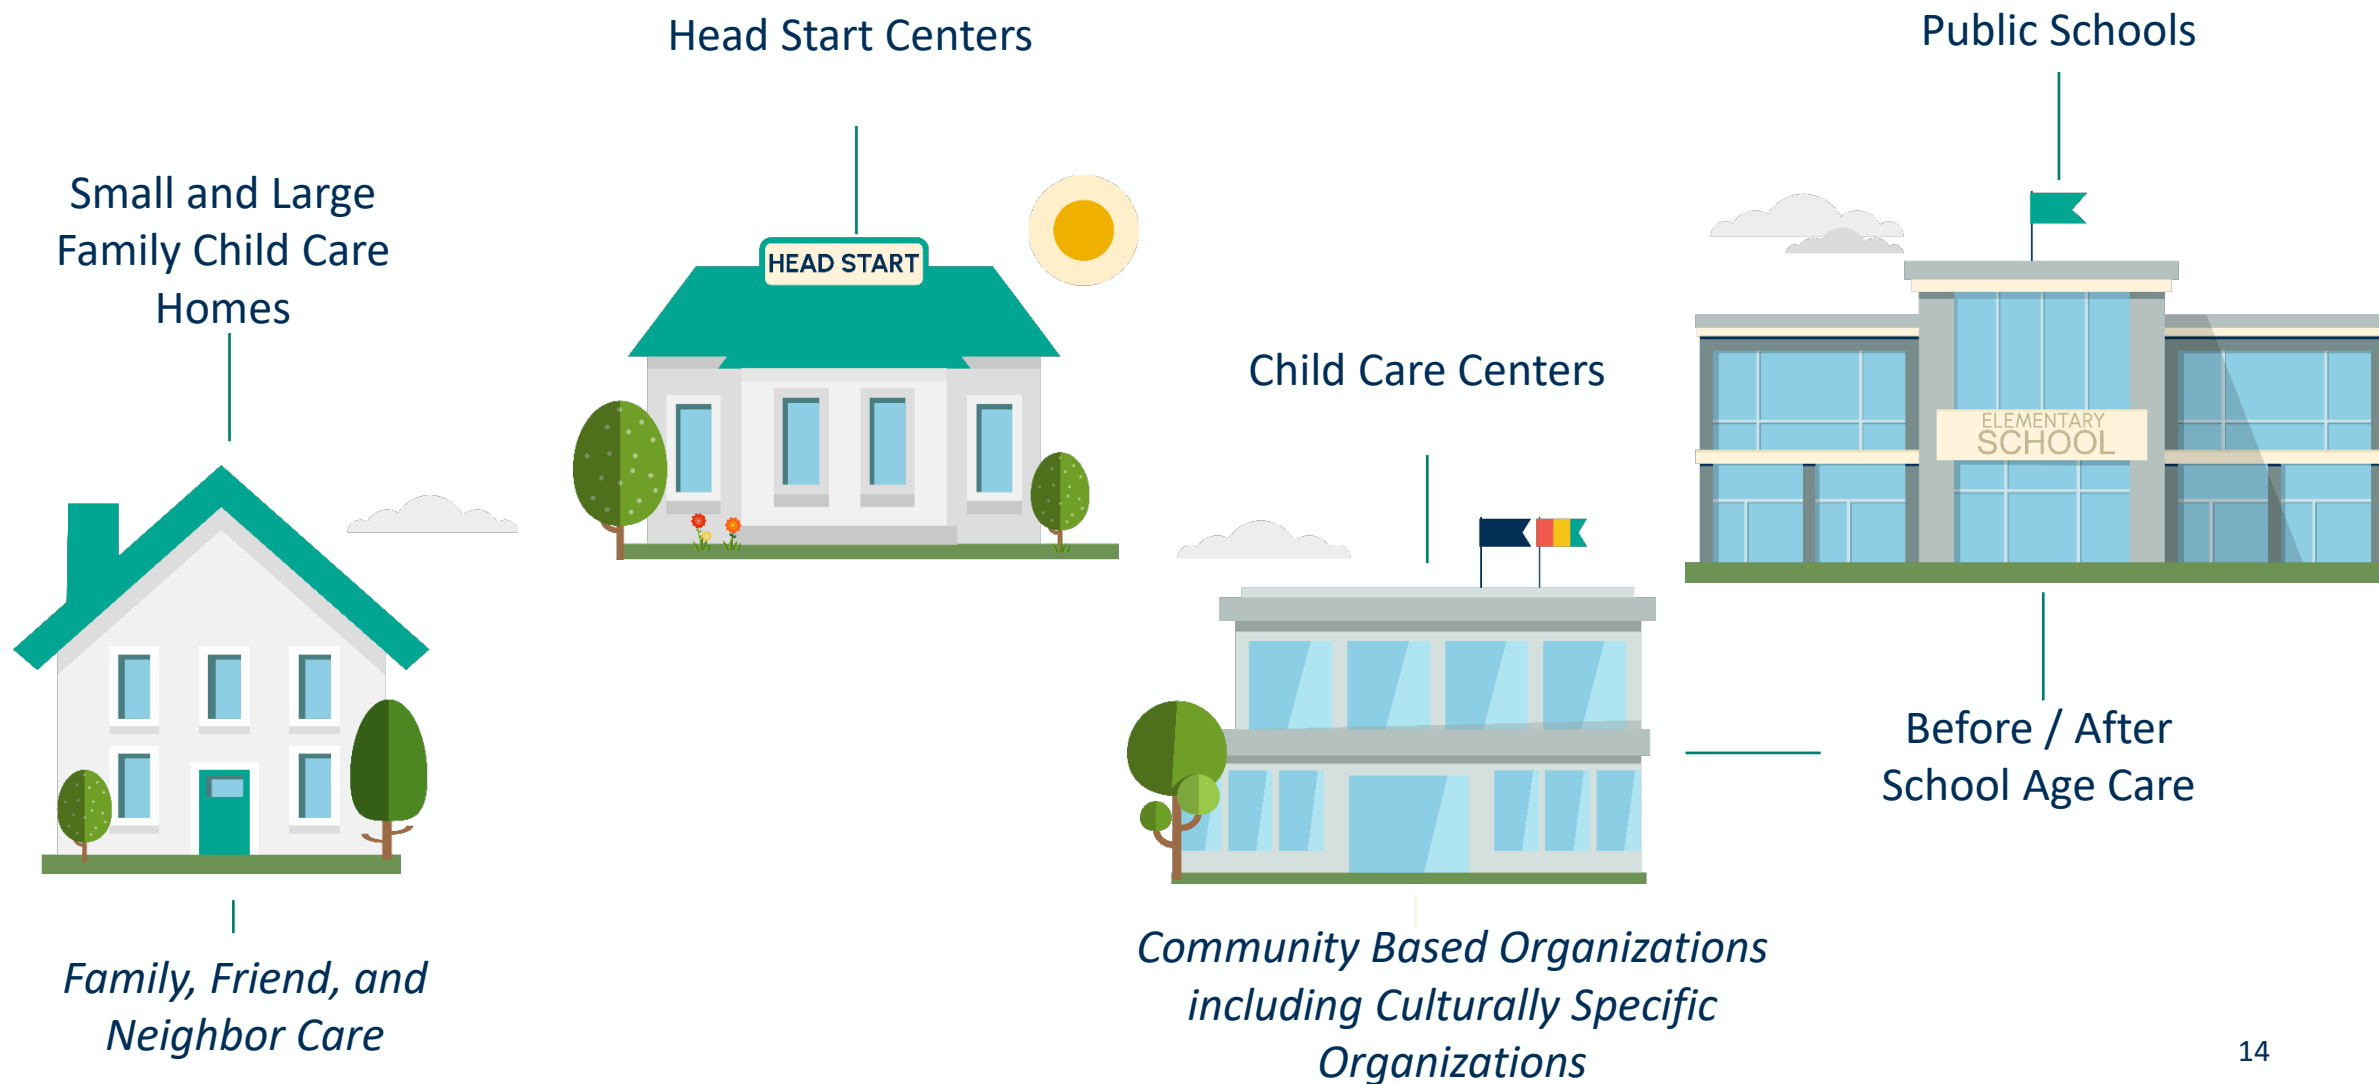 Head Start Centers
Public Schools
Small and Large
Family Child Care
Homes
HEAD START
Child Care Centers
ELEMENTARY
SCHOOL
Before / After
School Age Care
Family, Friend, and
Neighbor Care
Community Based Organizations
including Culturally Specific
Organizations
14